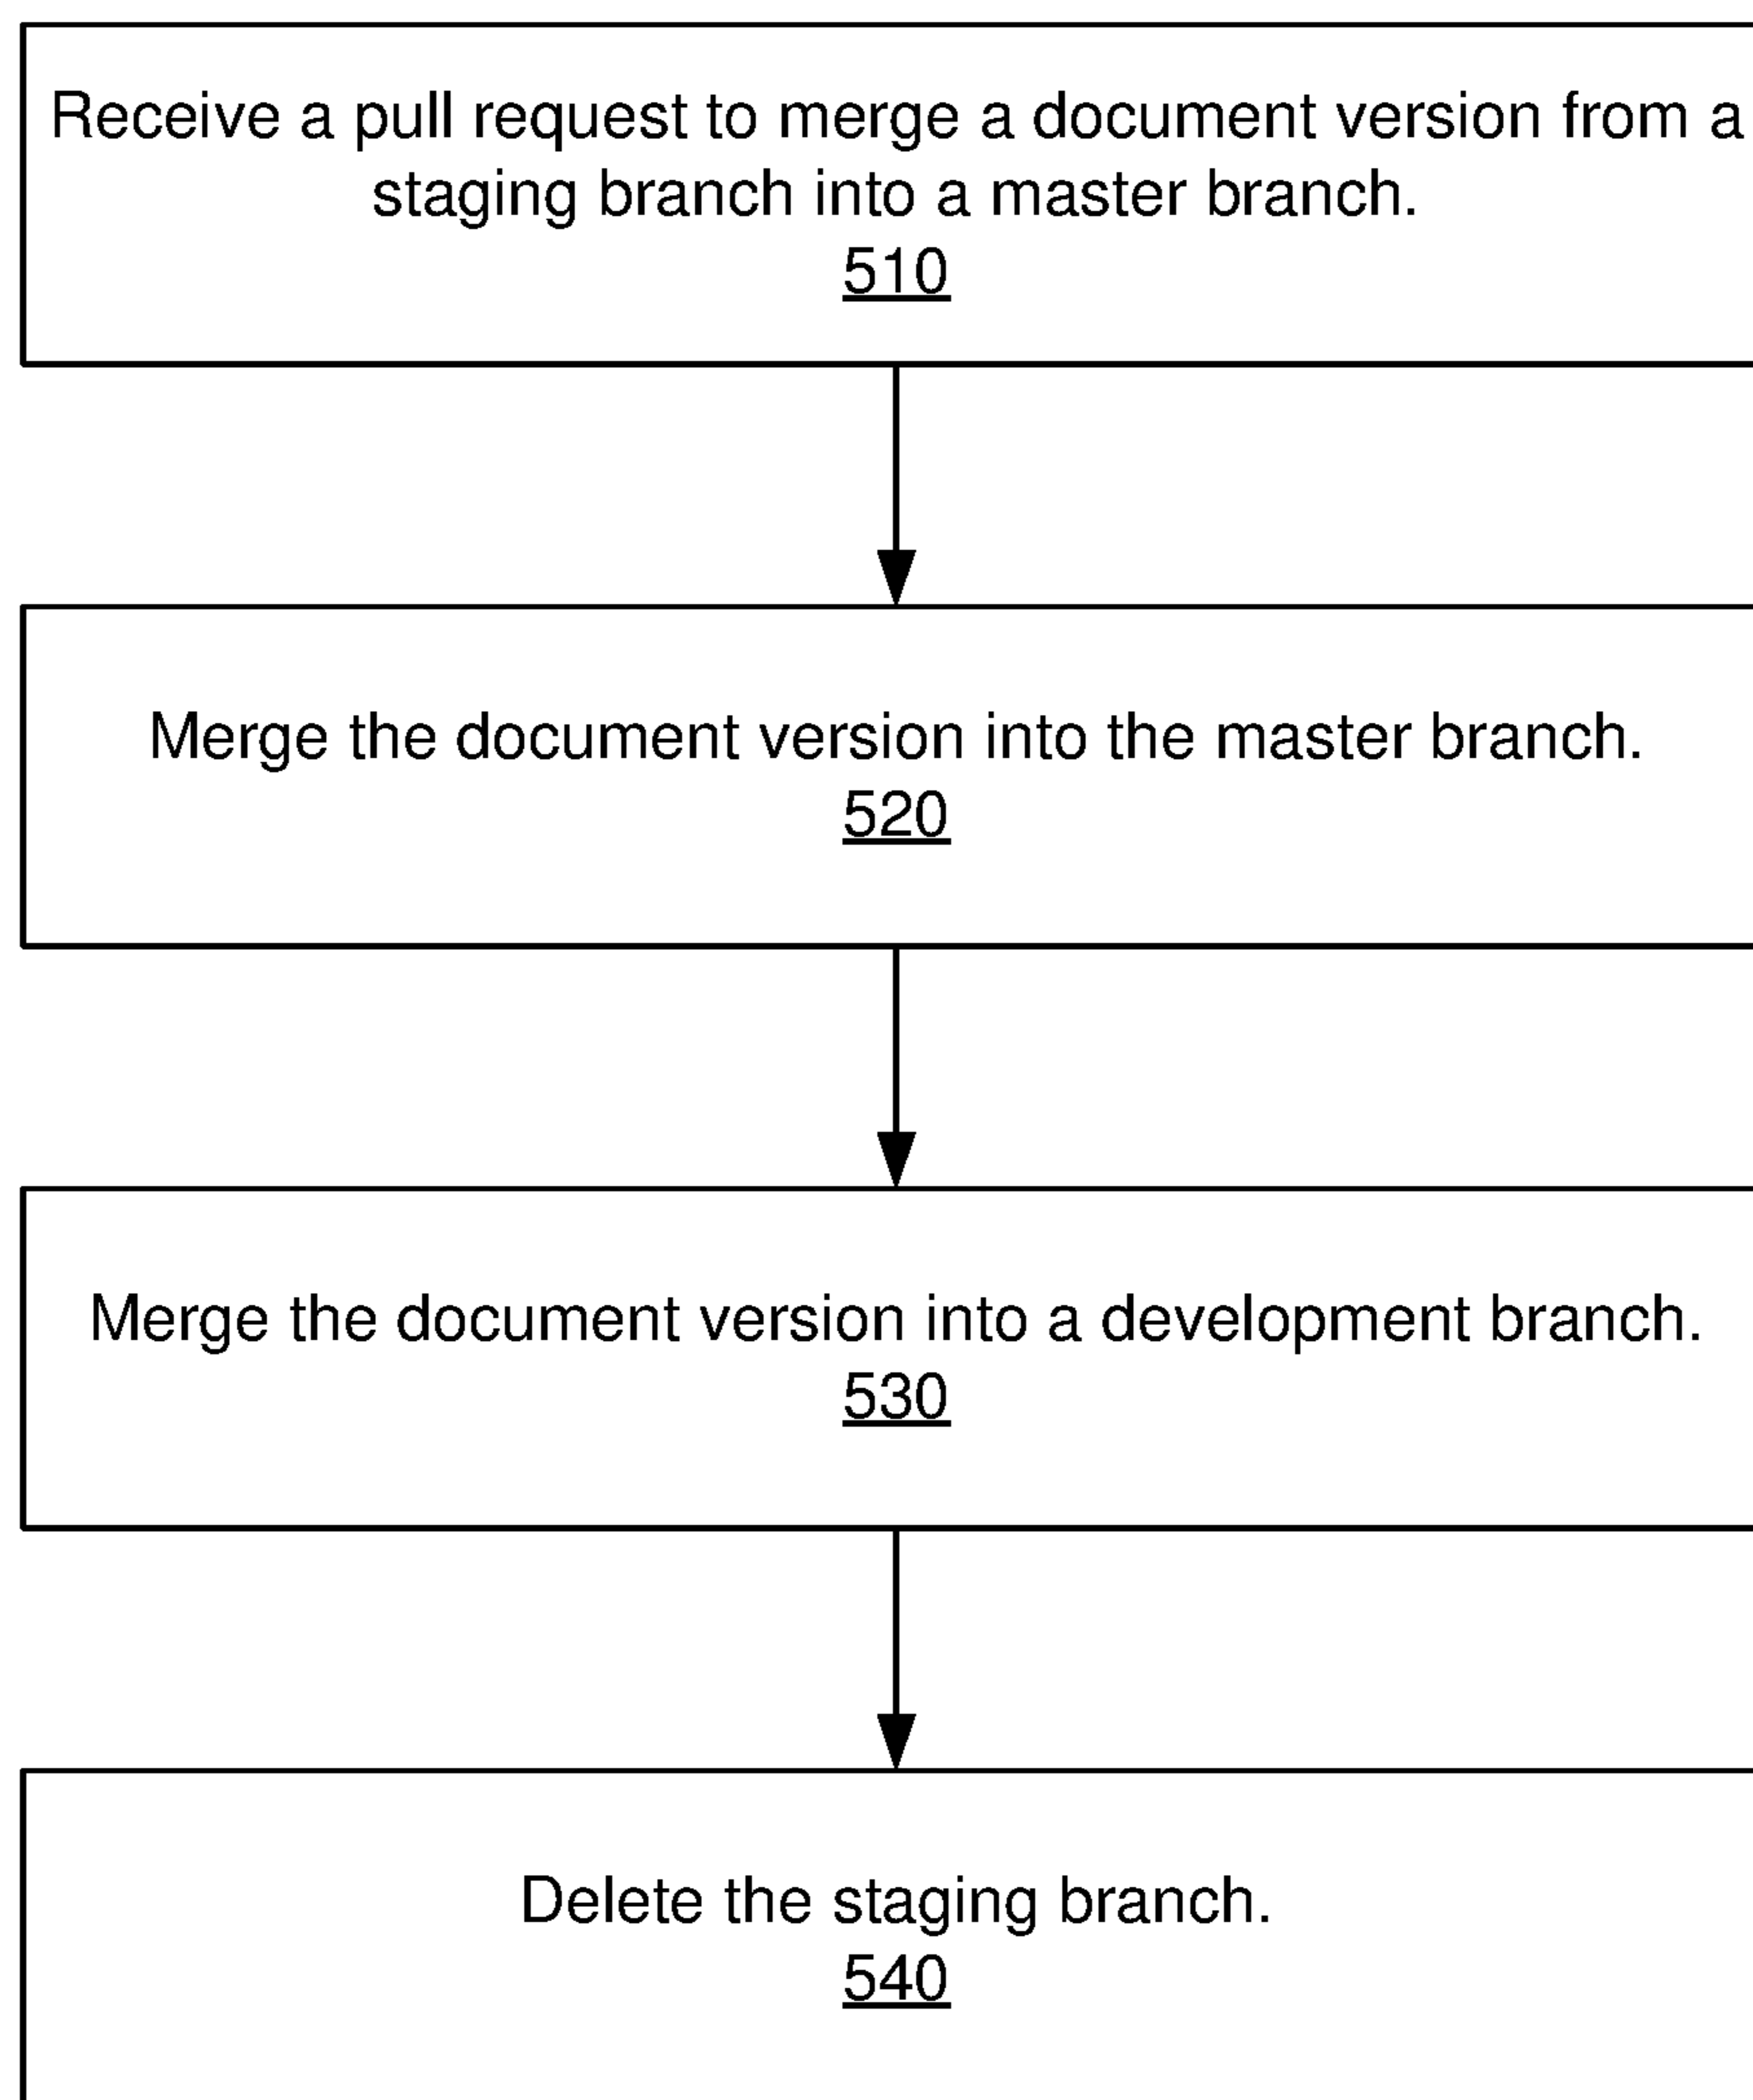 Receive a pull request to merge a document version from a
staging branch into a master branch.
510
Merge the document version into the master branch.
520
Merge the document version into a development branch.
530
Delete the staging branch.
540